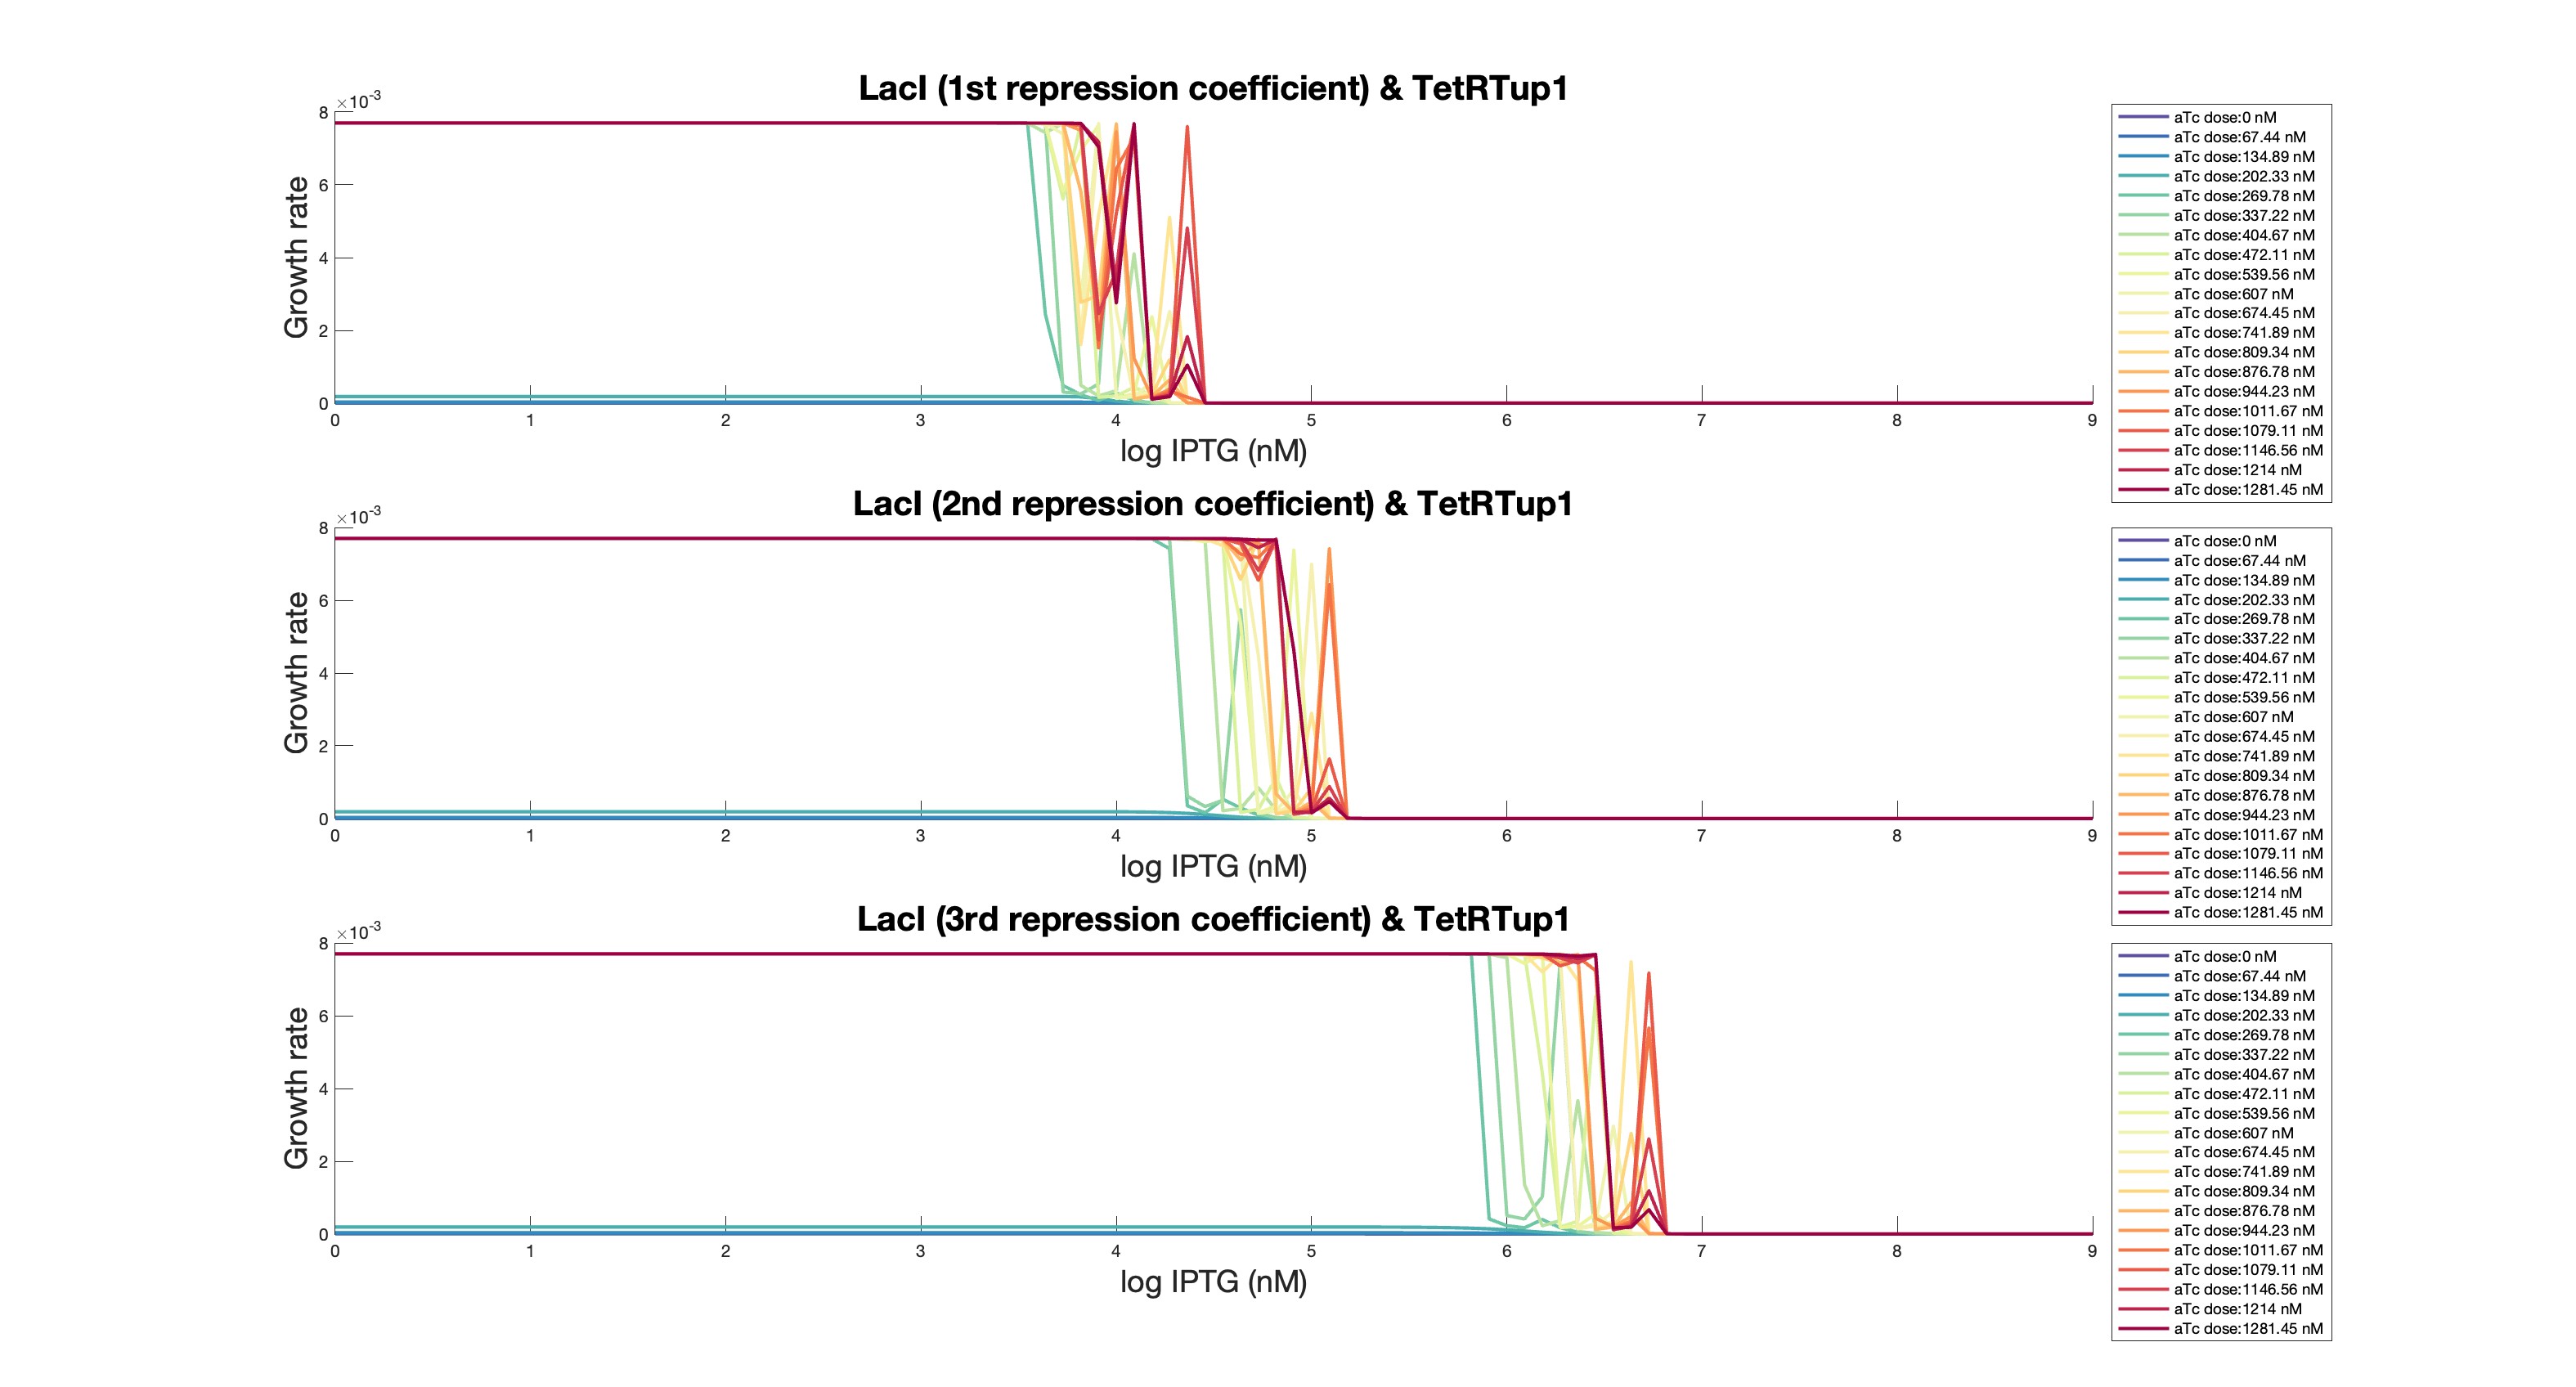 LacI (1st repression coefficient) & TetRTup1
×10-3
8
6
4
2
0
Growth rate
0 1 2 3 4 5 6 7 8 9
log IPTG (nM)
aTc dose:0 nM
aTc dose:67.44 nM
aTc dose:134.89 nM
aTc dose:202.33 nM
aTc dose:269.78 nM
aTc dose:337.22 nM
aTc dose:404.67 nM
aTc dose:472.11 nM
aTc dose:539.56 nM
aTc dose:607 nM
aTc dose:674.45 nM
aTc dose:741.89 nM
aTc dose:809.34 nM
aTc dose:876.78 nM
aTc dose:944.23 nM
aTc dose:1011.67 nM
aTc dose:1079.11 nM
aTc dose:1146.56 nM
aTc dose:1214 nM
aTc dose:1281.45 nM
LacI (2nd repression coefficient) & TetRTup1
×10-3
8
6
4
2
0
Growth rate
0 1 2 3 4 5 6 7 8 9
log IPTG (nM)
aTc dose:0 nM
aTc dose:67.44 nM
aTc dose:134.89 nM
aTc dose:202.33 nM
aTc dose:269.78 nM
aTc dose:337.22 nM
aTc dose:404.67 nM
aTc dose:472.11 nM
aTc dose:539.56 nM
aTc dose:607 nM
aTc dose:674.45 nM
aTc dose:741.89 nM
aTc dose:809.34 nM
aTc dose:876.78 nM
aTc dose:944.23 nM
aTc dose:1011.67 nM
aTc dose:1079.11 nM
aTc dose:1146.56 nM
aTc dose:1214 nM
aTc dose:1281.45 nM
LacI (3rd repression coefficient) & TetRTup1
×10-3
8
6
4
2
0
Growth rate
0 1 2 3 4 5 6 7 8 9
log IPTG (nM)
aTc dose:0 nM
aTc dose:67.44 nM
aTc dose:134.89 nM
aTc dose:202.33 nM
aTc dose:269.78 nM
aTc dose:337.22 nM
aTc dose:404.67 nM
aTc dose:472.11 nM
aTc dose:539.56 nM
aTc dose:607 nM
aTc dose:674.45 nM
aTc dose:741.89 nM
aTc dose:809.34 nM
aTc dose:876.78 nM
aTc dose:944.23 nM
aTc dose:1011.67 nM
aTc dose:1079.11 nM
aTc dose:1146.56 nM
aTc dose:1214 nM
aTc dose:1281.45 nM